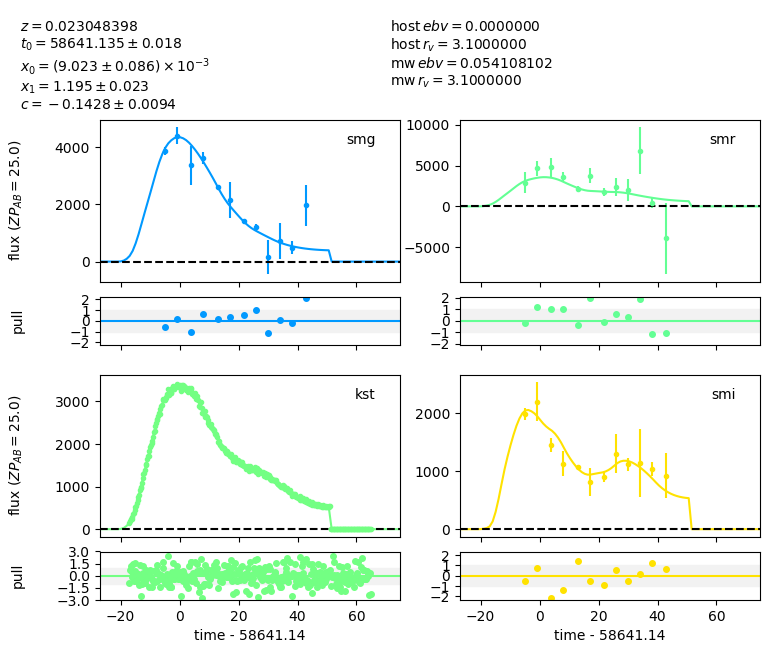 z = 0.023048398
t₀ = 58641.135 ± 0.018
x₀ = (9.023 ± 0.086) × 10⁻³
x₁ = 1.195 ± 0.023
c = −0.1428 ± 0.0094
host ebv = 0.0000000
host r_v = 3.1000000
mw ebv = 0.054108102
mw r_v = 3.1000000
flux (ZP_AB = 25.0)
4000
2000
0
smg
10000
5000
0
−5000
smr
pull
2
1
0
−1
−2
2
1
0
−1
−2
flux (ZP_AB = 25.0)
3000
2000
1000
0
kst
2000
1000
0
smi
pull
3.0
1.5
0.0
−1.5
−3.0
2
1
0
−1
−2
−20 0 20 40 60
time - 58641.14
−20 0 20 40 60
time - 58641.14